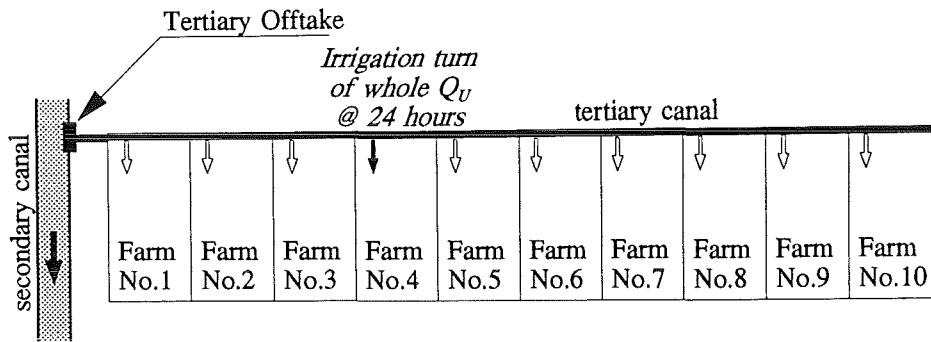 Tertiary Offtake
Irrigation turn
of whole QU
@ 24 hours
tertiary canal
secondary canal
Farm
No.1
Farm
No.2
Farm
No.3
Farm
No.4
Farm
No.5
Farm
No.6
Farm
No.7
Farm
No.8
Farm
No.9
Farm
No.10